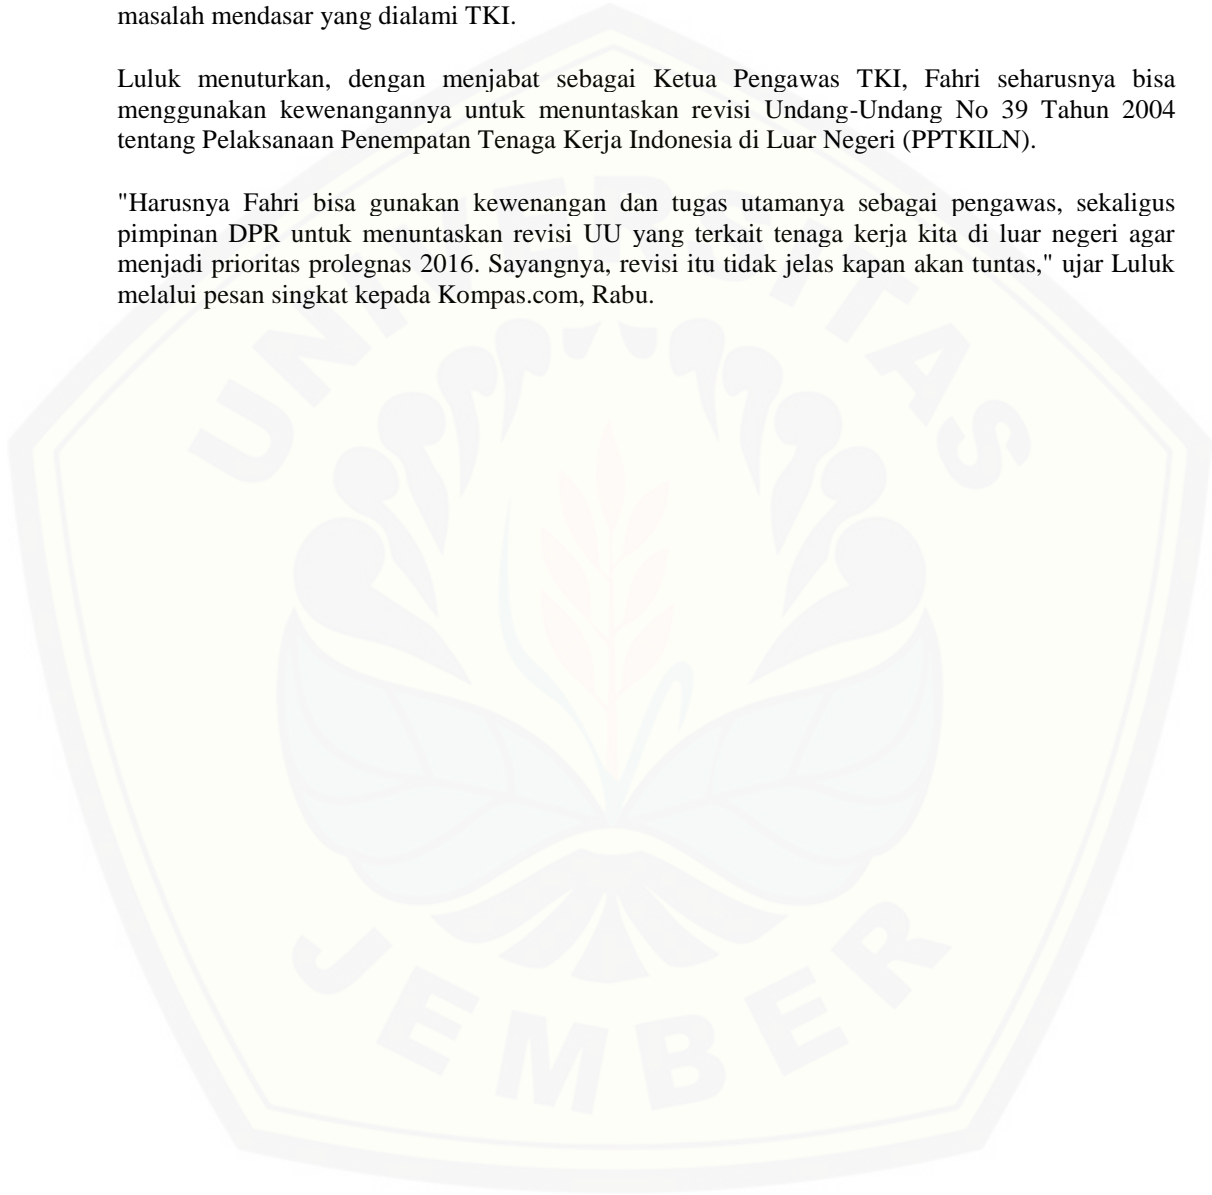 masalah mendasar yang dialami TKI.
Luluk menuturkan, dengan menjabat sebagai Ketua Pengawas TKI, Fahri seharusnya bisa
menggunakan kewenangannya untuk menuntaskan revisi Undang-Undang No 39 Tahun 2004
tentang Pelaksanaan Penempatan Tenaga Kerja Indonesia di Luar Negeri (PPTKILN).
"Harusnya Fahri bisa gunakan kewenangan dan tugas utamanya sebagai pengawas, sekaligus
pimpinan DPR untuk menuntaskan revisi UU yang terkait tenaga kerja kita di luar negeri agar
menjadi prioritas prolegnas 2016. Sayangnya, revisi itu tidak jelas kapan akan tuntas," ujar Luluk
melalui pesan singkat kepada Kompas.com, Rabu.
UNIVERSITAS
JEMBER